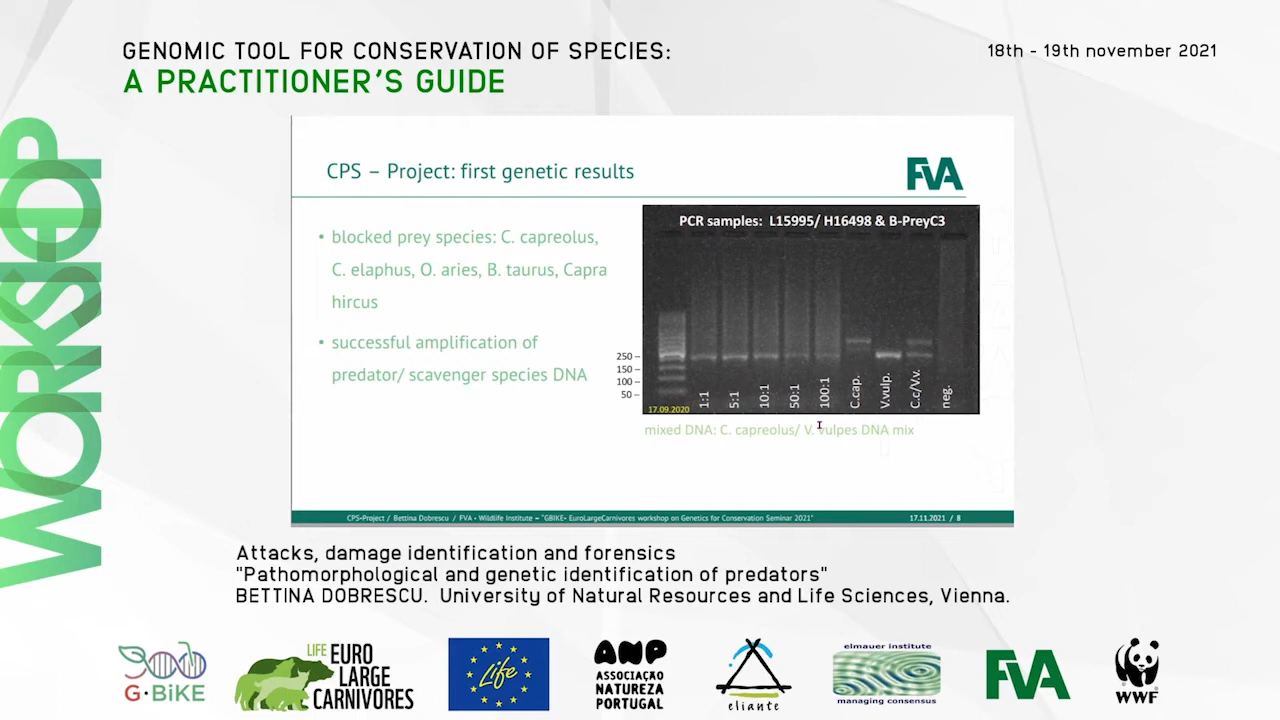 GENOMIC TOOL FOR CONSERVATION OF SPECIES:
A PRACTITIONER'S GUIDE
18th - 19th november 2021
WORKSHOP
CPS – Project: first genetic results
FVA
• blocked prey species: C. capreolus,
C. elaphus, O. aries, B. taurus, Capra
hircus
• successful amplification of
predator/ scavenger species DNA
PCR samples: L15995/ H16498 & B-PreyC3
250
150
100
50
17.09.2020
1:1
5:1
10:1
50:1
100:1
C.cap.
V.vulp.
C.c/V.v.
neg.
mixed DNA: C. capreolus/ V. vulpes DNA mix
CPS-Project / Bettina Dobrescu / FVA - Wildlife Institute – "GBIKE- EuroLargeCarnivores workshop on Genetics for Conservation Seminar 2021"
17.11.2021 / 8
Attacks, damage identification and forensics
"Pathomorphological and genetic identification of predators"
BETTINA DOBRESCU. University of Natural Resources and Life Sciences, Vienna.
G-BiKE
LIFE EURO
LARGE
CARNIVORES
Life
ANP
ASSOCIAÇÃO
NATUREZA
PORTUGAL
eliante
elmauer institute
managing consensus
FVA
WWF